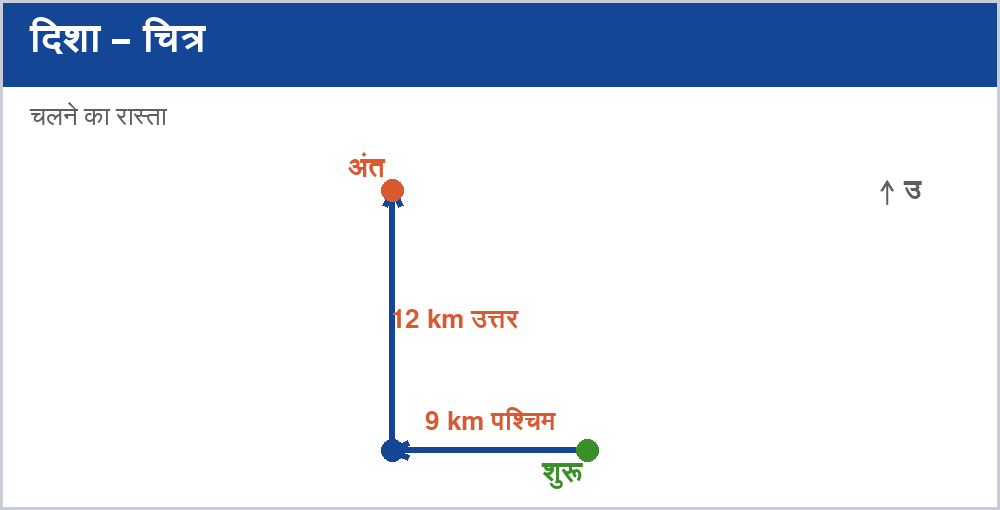 दिशा – चित्र
चलने का रास्ता
अंत
↑ उ
12 km उत्तर
9 km पश्चिम
शुरू